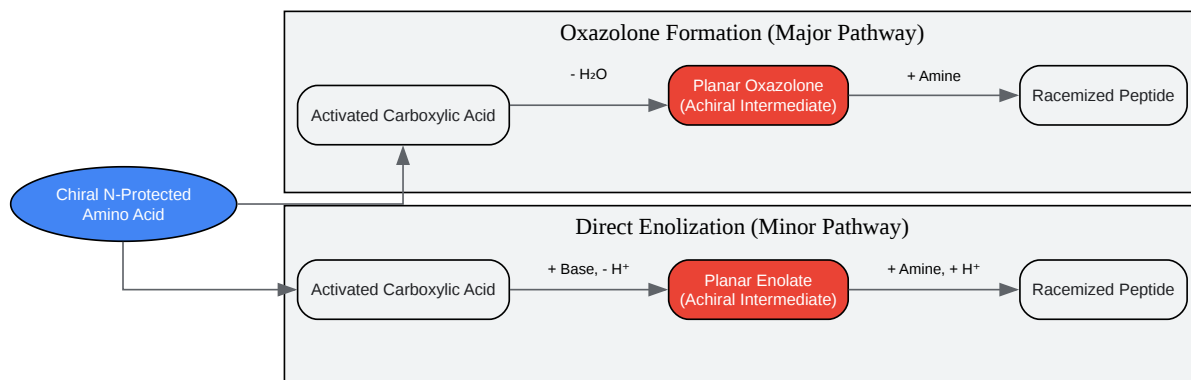 Oxazolone Formation (Major Pathway)
- H₂O
+ Amine
Activated Carboxylic Acid
Planar Oxazolone
(Achiral Intermediate)
Racemized Peptide
Chiral N-Protected
Amino Acid
Direct Enolization (Minor Pathway)
+ Base, - H⁺
+ Amine, + H⁺
Activated Carboxylic Acid
Planar Enolate
(Achiral Intermediate)
Racemized Peptide